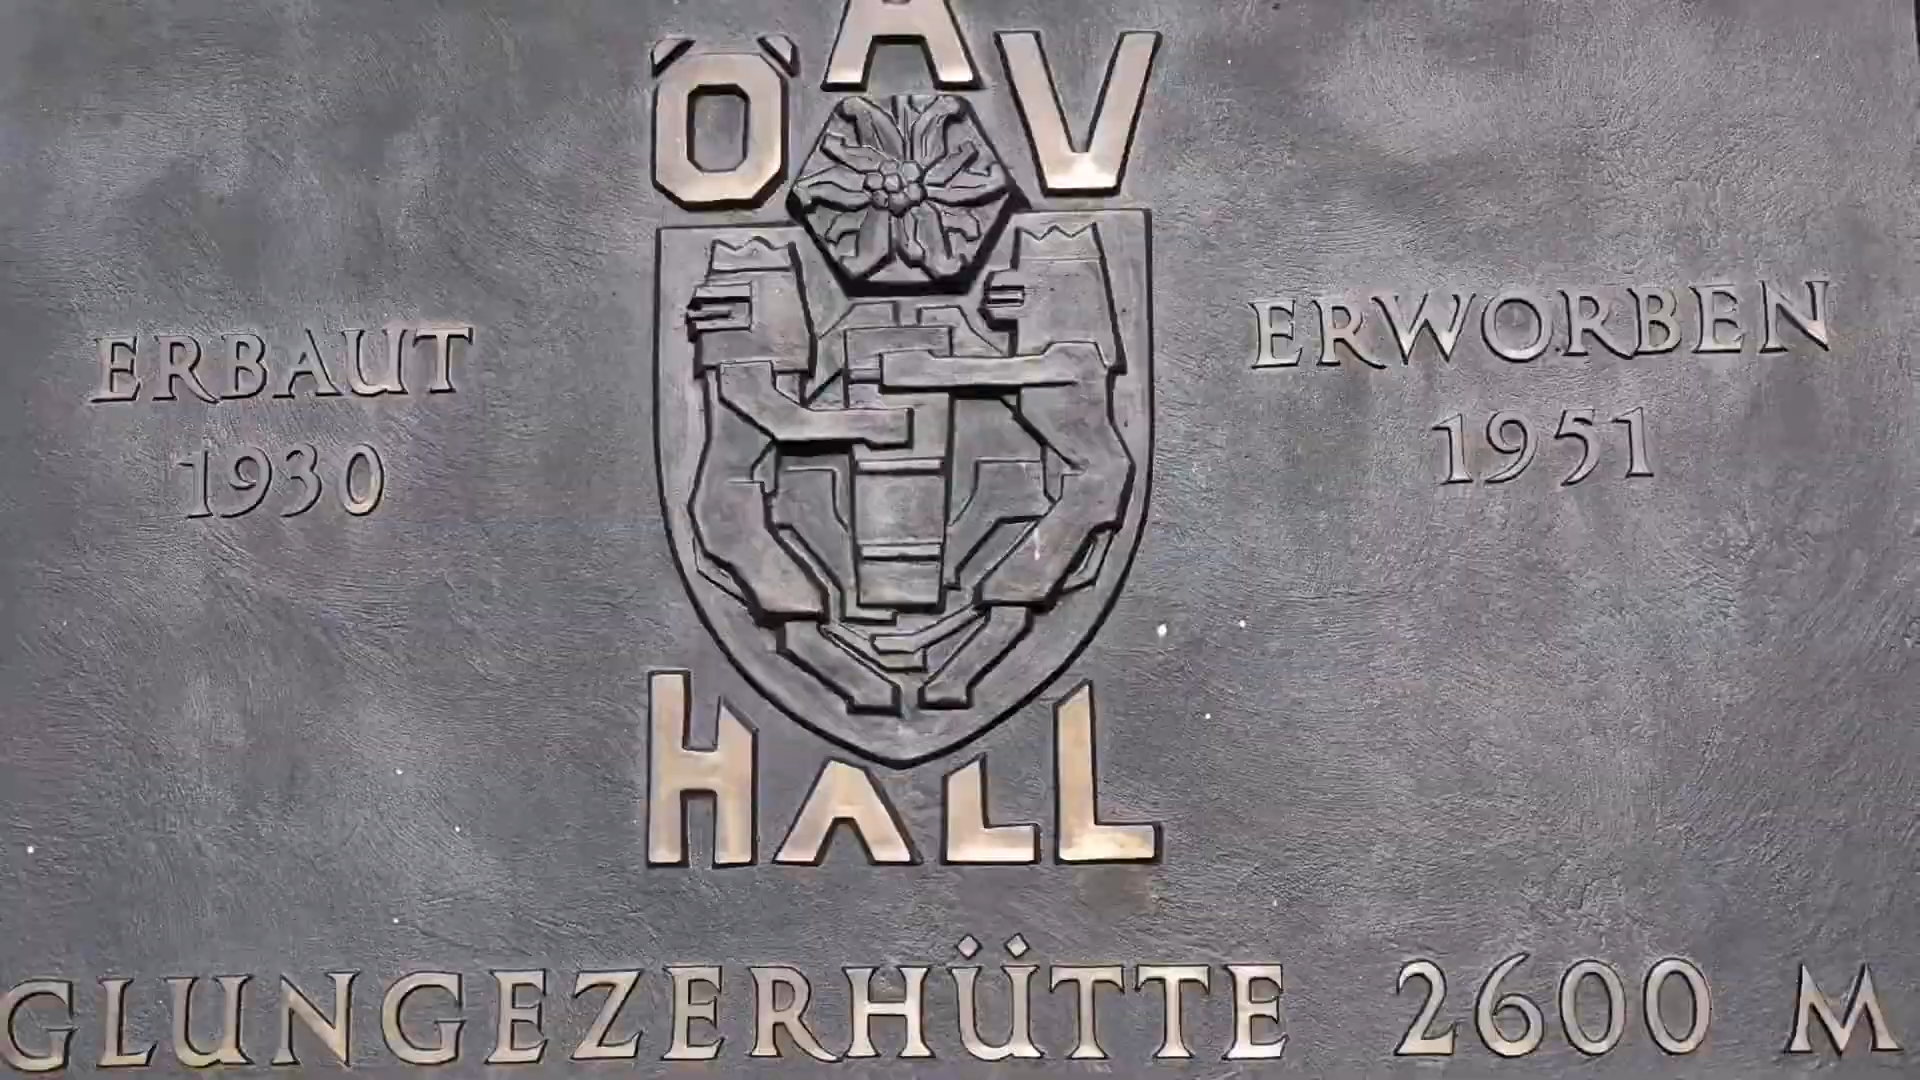 ÖAV
ERBAUT
1930
ERWORBEN
1951
HALL
GLUNGEZERHÜTTE 2600 M